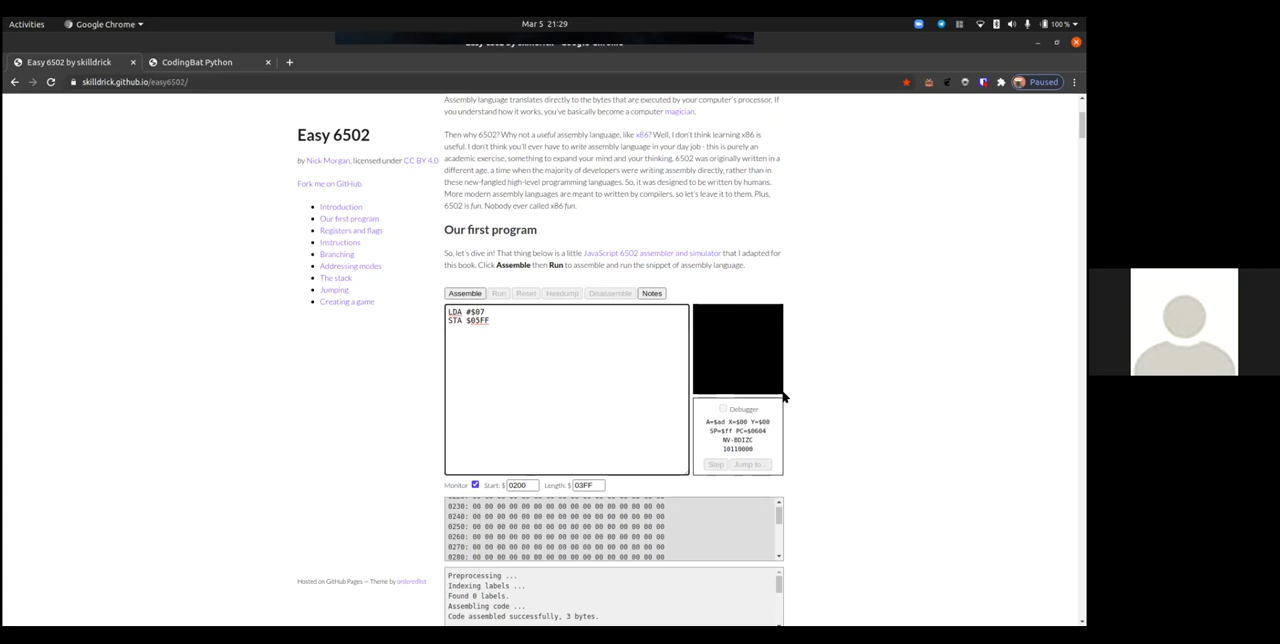 Activities
Google Chrome
Mar 5 21:29
100 %
Easy 6502 by skilldrick - Google Chrome
Easy 6502 by skilldrick
CodingBat Python
skilldrick.github.io/easy6502/
Paused
Easy 6502
by Nick Morgan, licensed under CC BY 4.0
Fork me on GitHub
Introduction
Our first program
Registers and flags
Instructions
Branching
Addressing modes
The stack
Jumping
Creating a game
Hosted on GitHub Pages — Theme by orderedlist
Assembly language translates directly to the bytes that are executed by your computer's processor. If
you understand how it works, you've basically become a computer magician.
Then why 6502? Why not a useful assembly language, like x86? Well, I don't think learning x86 is
useful. I don't think you'll ever have to write assembly language in your day job - this is purely an
academic exercise, something to expand your mind and your thinking. 6502 was originally written in a
different age, a time when the majority of developers were writing assembly directly, rather than in
these new-fangled high-level programming languages. So, it was designed to be written by humans.
More modern assembly languages are meant to written by compilers, so let's leave it to them. Plus,
6502 is fun. Nobody ever called x86 fun.
Our first program
So, let's dive in! That thing below is a little JavaScript 6502 assembler and simulator that I adapted for
this book. Click Assemble then Run to assemble and run the snippet of assembly language.
Assemble Run Reset Hexdump Disassemble Notes
LDA #$07
STA $05FF
Debugger
A=$ad X=$00 Y=$00
SP=$ff PC=$0604
NV-BDIZC
10110000
Step Jump to ...
Monitor Start: $ 0200 Length: $ 03FF
0230: 00 00 00 00 00 00 00 00 00 00 00 00 00 00 00 00
0240: 00 00 00 00 00 00 00 00 00 00 00 00 00 00 00 00
0250: 00 00 00 00 00 00 00 00 00 00 00 00 00 00 00 00
0260: 00 00 00 00 00 00 00 00 00 00 00 00 00 00 00 00
0270: 00 00 00 00 00 00 00 00 00 00 00 00 00 00 00 00
0280: 00 00 00 00 00 00 00 00 00 00 00 00 00 00 00 00
Preprocessing ...
Indexing labels ...
Found 0 labels.
Assembling code ...
Code assembled successfully, 3 bytes.